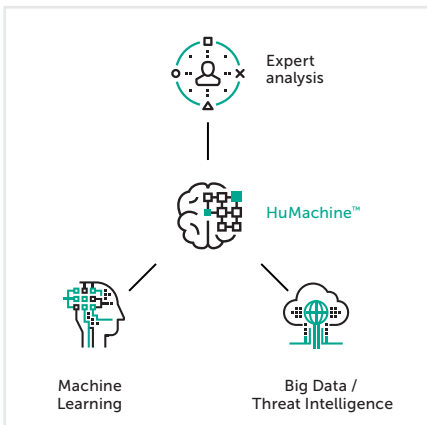 Expert
analysis
HuMachine™
Machine
Learning
Big Data /
Threat Intelligence